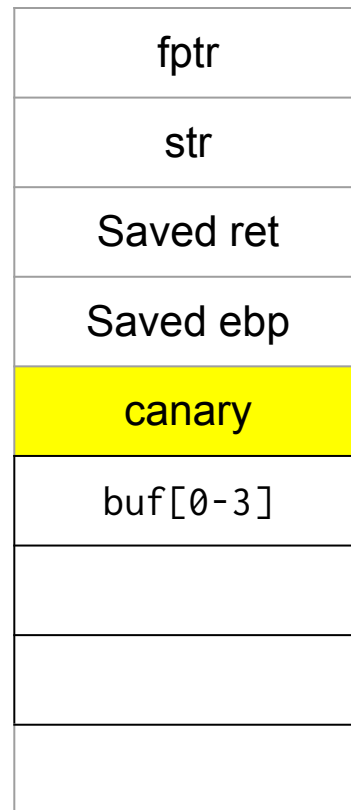 fptr
str
Saved ret
Saved ebp
canary
buf[0-3]